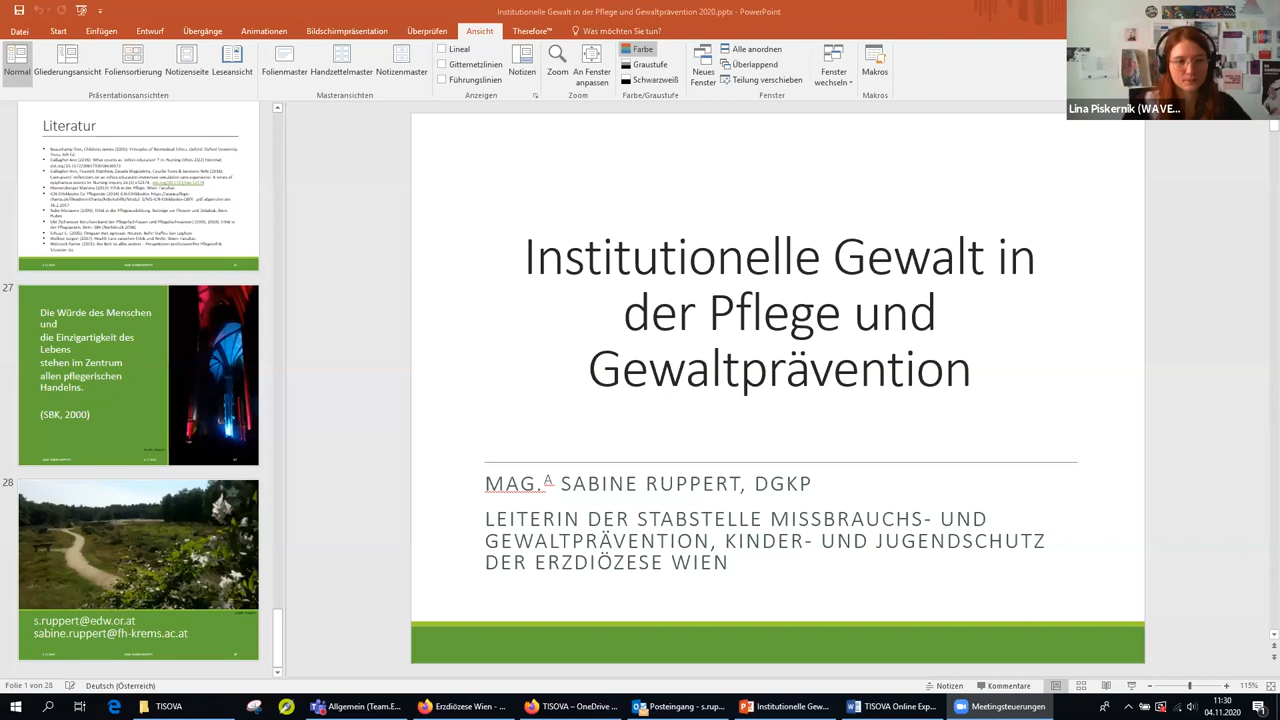 Institutionelle Gewalt in der Pflege und Gewaltprävention 2020.pptx - PowerPoint
Datei Start Einfügen Entwurf Übergänge Animationen Bildschirmpräsentation Überprüfen Ansicht Therefore™ Was möchten Sie tun?
Normal Gliederungsansicht Foliensortierung Notizenseite Leseansicht
Präsentationsansichten
Folienmaster Handzettelmaster Notizenmaster
Masteransichten
Lineal
Gitternetzlinien
Führungslinien
Anzeigen
Notizen
Zoom
An Fenster
anpassen
Zoom
Farbe
Graustufe
Schwarzweiß
Farbe/Graustufe
Neues
Fenster
Alle anordnen
Überlappend
Teilung verschieben
Fenster
Fenster
wechseln
Makros
Makros
Lina Piskernik (WAVE...
Literatur
27
Die Würde des Menschen
und
die Einzigartigkeit des
Lebens
stehen im Zentrum
allen pflegerischen
Handelns.
(SBK, 2000)
28
s.ruppert@edw.or.at
sabine.ruppert@fh-krems.ac.at
Institutionelle Gewalt in
der Pflege und
Gewaltprävention
MAG.A SABINE RUPPERT, DGKP
LEITERIN DER STABSTELLE MISSBRAUCHS- UND
GEWALTPRÄVENTION, KINDER- UND JUGENDSCHUTZ
DER ERZDIÖZESE WIEN
Folie 1 von 28 Deutsch (Österreich) Notizen Kommentare 115%
TISOVA Allgemein (Team.E... Erzdiözese Wien - ... TISOVA – OneDrive ... Posteingang - s.rup... Institutionelle Gew... TISOVA Online Exp... Meetingsteuerungen
11:30
04.11.2020